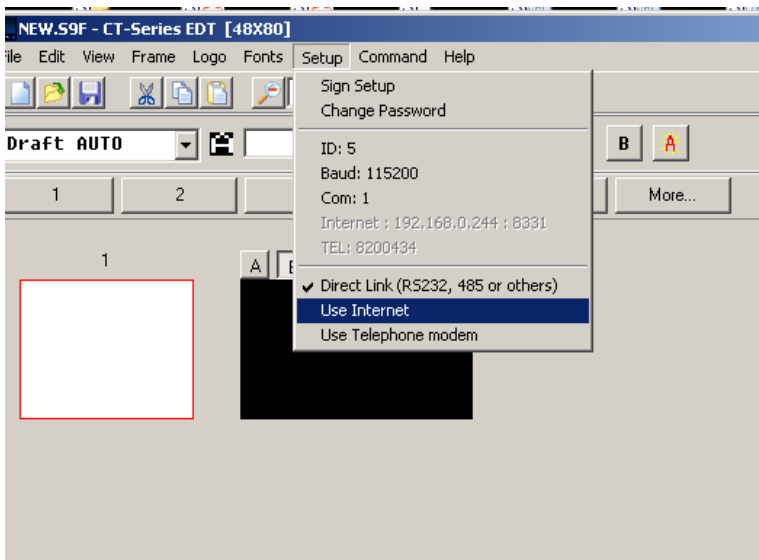 NEW.S9F - CT-Series EDT [48X80]
File Edit View Frame Logo Fonts Setup Command Help
Sign Setup
Change Password
Draft AUTO
B A
ID: 5
Baud: 115200
1 2 More...
Com: 1
Internet : 192.168.0.244 : 8331
TEL: 8200434
1
A
Direct Link (RS232, 485 or others)
Use Internet
Use Telephone modem